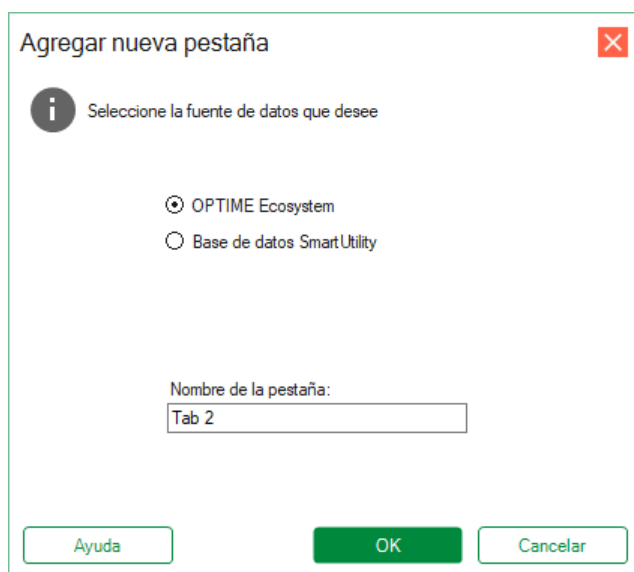 Agregar nueva pestaña
Seleccione la fuente de datos que desee
OPTIME Ecosystem
Base de datos SmartUtility
Nombre de la pestaña:
Tab 2
Ayuda
OK
Cancelar